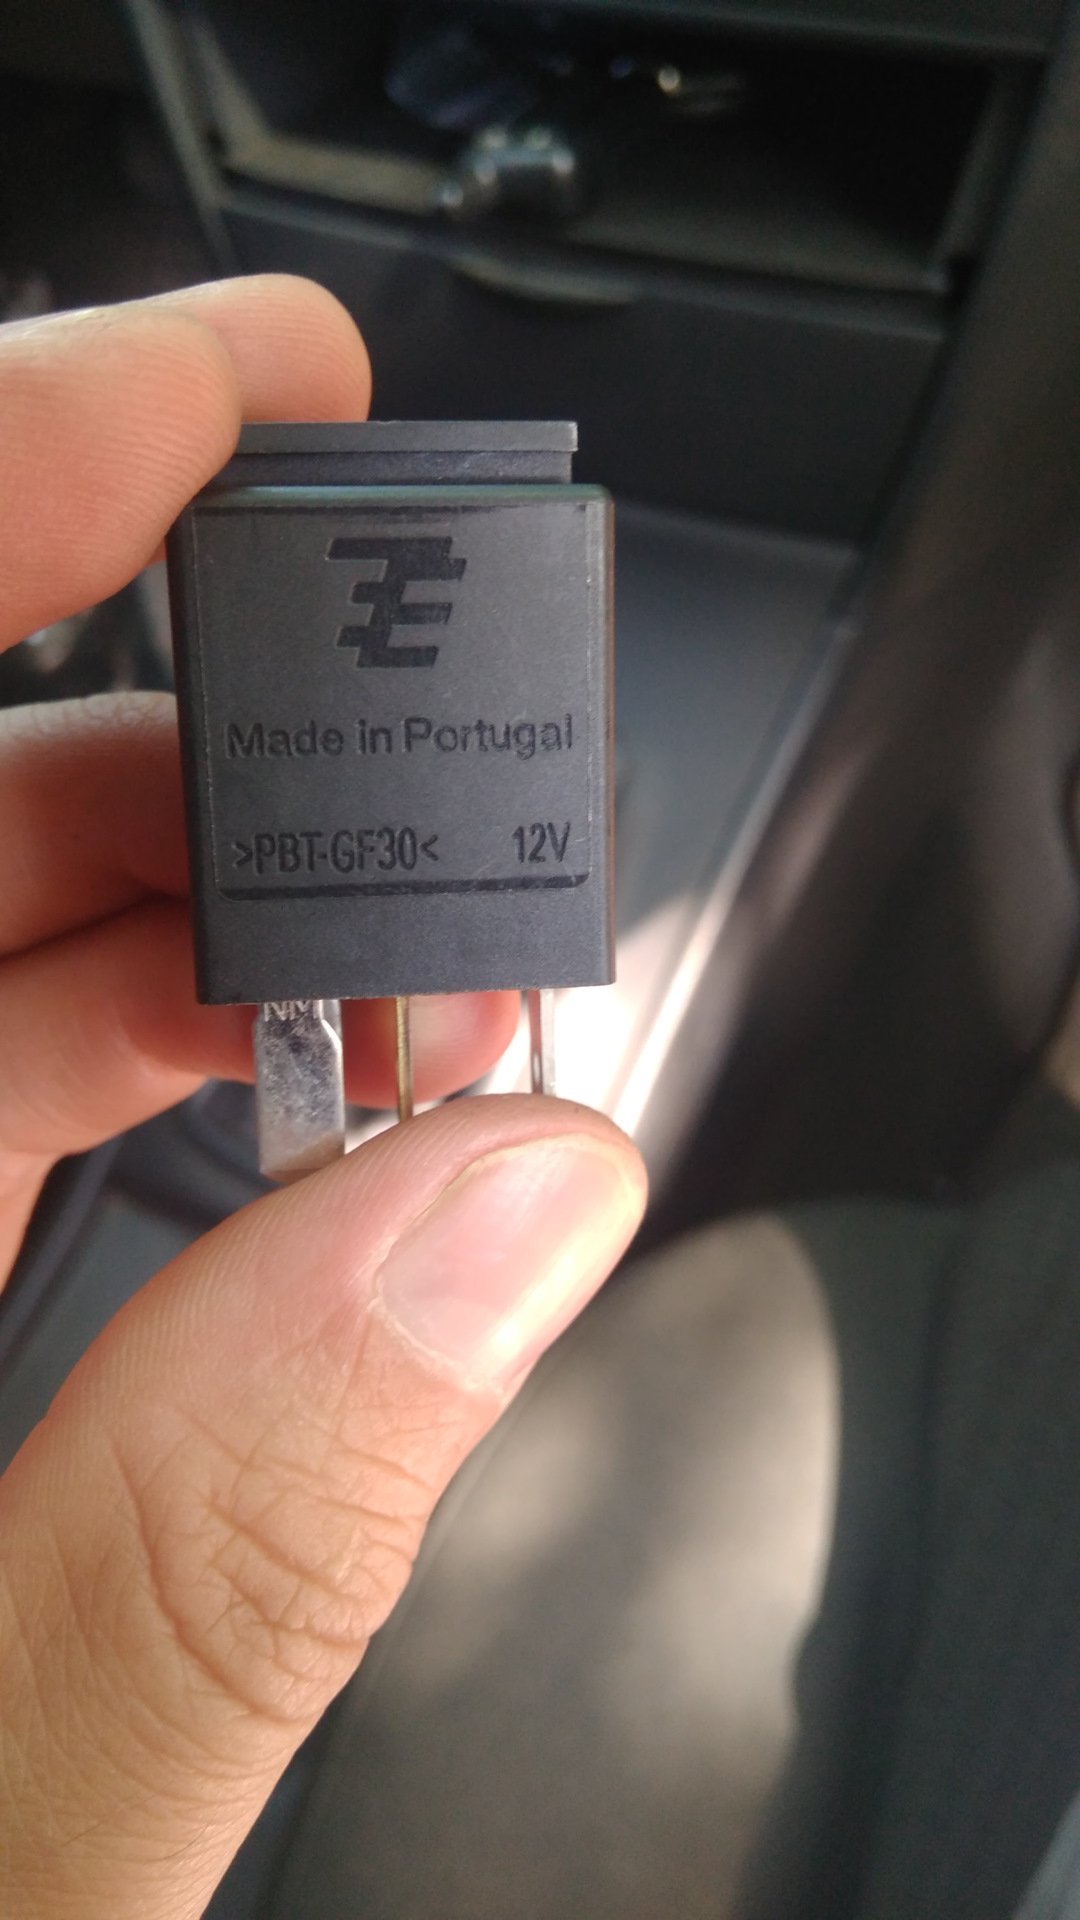 Made in Portugal
>PBT-GF30< 12V